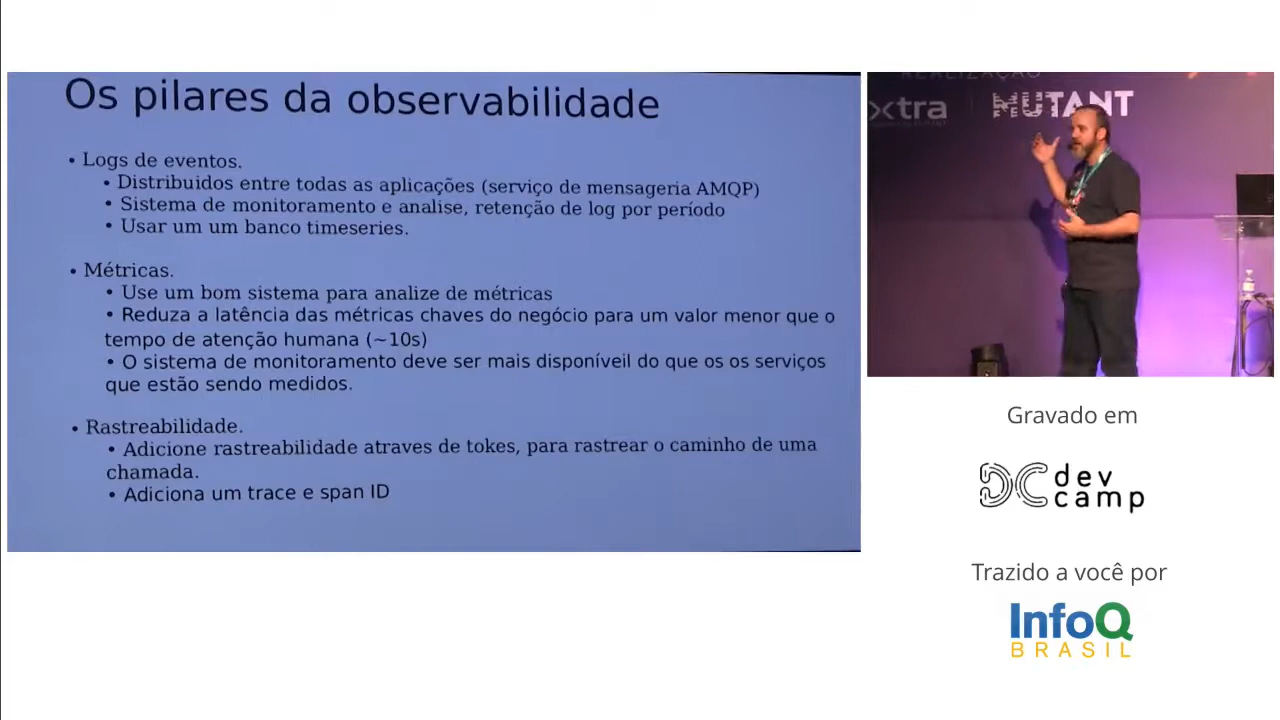 Os pilares da observabilidade
• Logs de eventos.
• Distribuidos entre todas as aplicações (serviço de mensageria AMQP)
• Sistema de monitoramento e analise, retenção de log por período
• Usar um um banco timeseries.
• Métricas.
• Use um bom sistema para analize de métricas
• Reduza a latência das métricas chaves do negócio para um valor menor que o
tempo de atenção humana (~10s)
• O sistema de monitoramento deve ser mais disponíveil do que os os serviços
que estão sendo medidos.
• Rastreabilidade.
• Adicione rastreabilidade atraves de tokes, para rastrear o caminho de uma
chamada.
• Adiciona um trace e span ID
REALIZAÇÃO
xtra
MUTANT
Gravado em
DC dev
camp
Trazido a você por
InfoQ
BRASIL